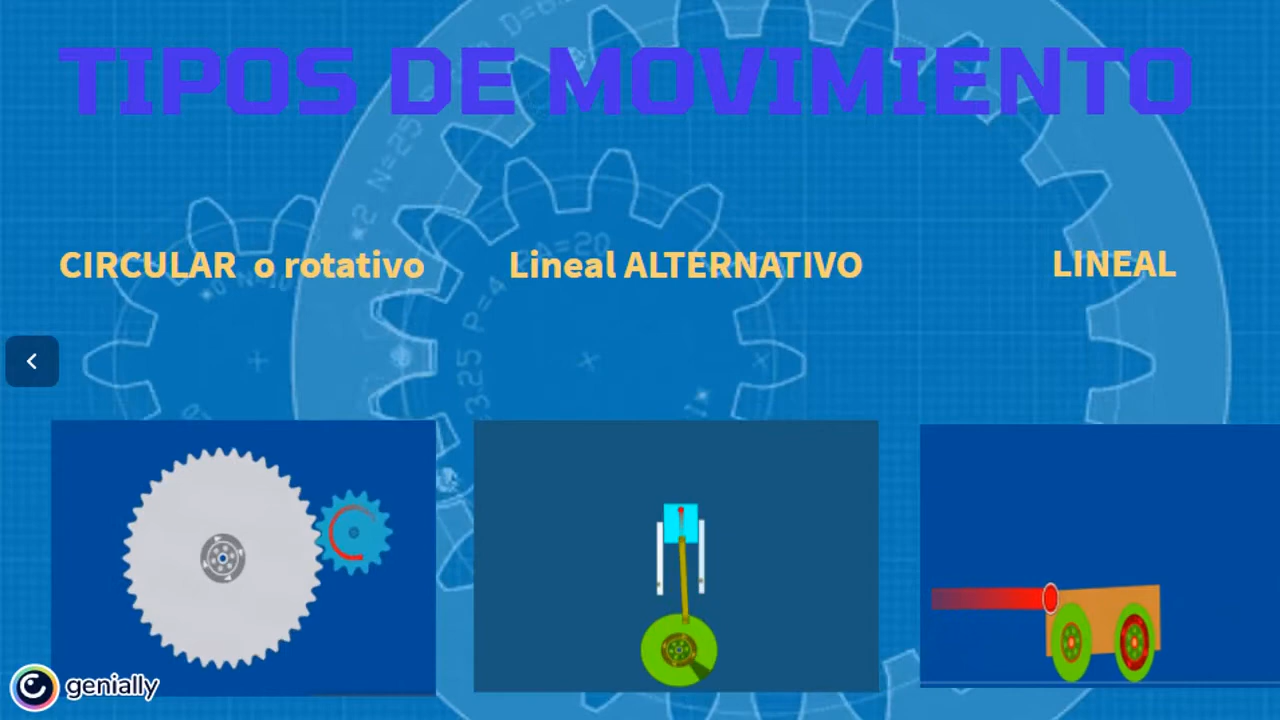 TIPOS DE MOVIMIENTO
CIRCULAR o rotativo
Lineal ALTERNATIVO
LINEAL
genially